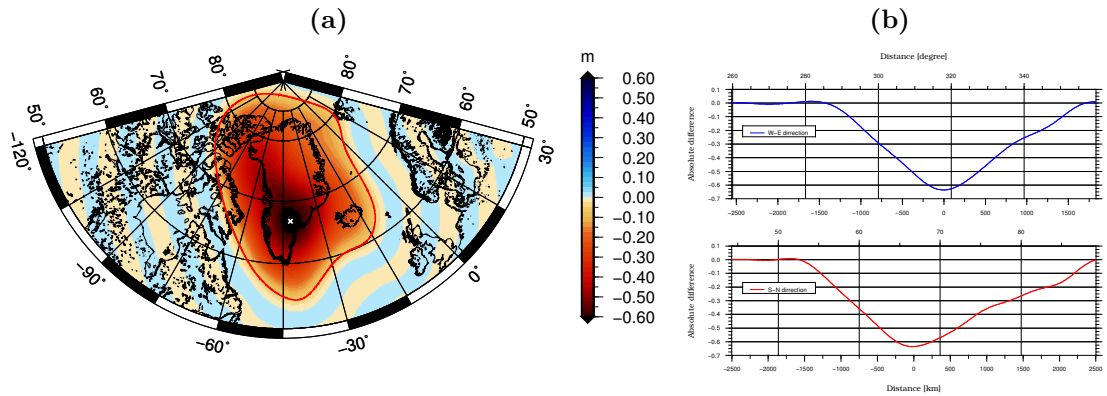 (a)
(b)
50° 60° 70° 80° 80° 70° 60° 50°
−120° −90° −60° −30° 0° 30°
m
0.60
0.50
0.40
0.30
0.20
0.10
0.00
−0.10
−0.20
−0.30
−0.40
−0.50
−0.60
Distance [degree]
260 280 300 320 340
Absolute difference
0.1
0.0
−0.1
−0.2
−0.3
−0.4
−0.5
−0.6
−0.7
W−E direction
−2500 −2000 −1500 −1000 −500 0 500 1000 1500
50 60 70 80
Absolute difference
0.1
0.0
−0.1
−0.2
−0.3
−0.4
−0.5
−0.6
−0.7
S−N direction
−2500 −2000 −1500 −1000 −500 0 500 1000 1500 2000 2500
Distance [km]